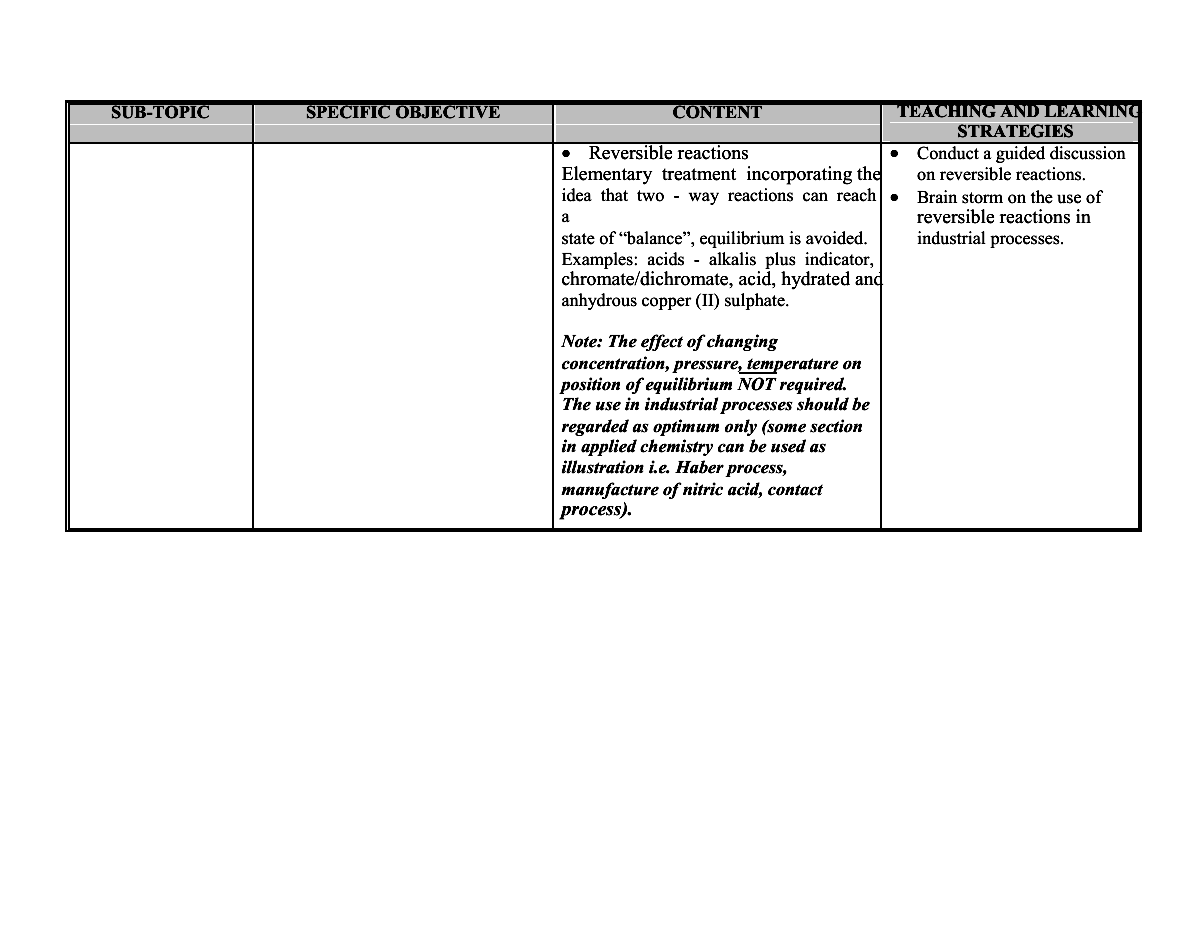 SUB-TOPIC
SPECIFIC OBJECTIVE
CONTENT
TEACHING AND LEARNING
STRATEGIES
• Reversible reactions
Elementary treatment incorporating the
idea that two - way reactions can reach
a
state of “balance”, equilibrium is avoided.
Examples: acids - alkalis plus indicator,
chromate/dichromate, acid, hydrated and
anhydrous copper (II) sulphate.
Note: The effect of changing
concentration, pressure, temperature on
position of equilibrium NOT required.
The use in industrial processes should be
regarded as optimum only (some section
in applied chemistry can be used as
illustration i.e. Haber process,
manufacture of nitric acid, contact
process).
• Conduct a guided discussion
on reversible reactions.
• Brain storm on the use of
reversible reactions in
industrial processes.